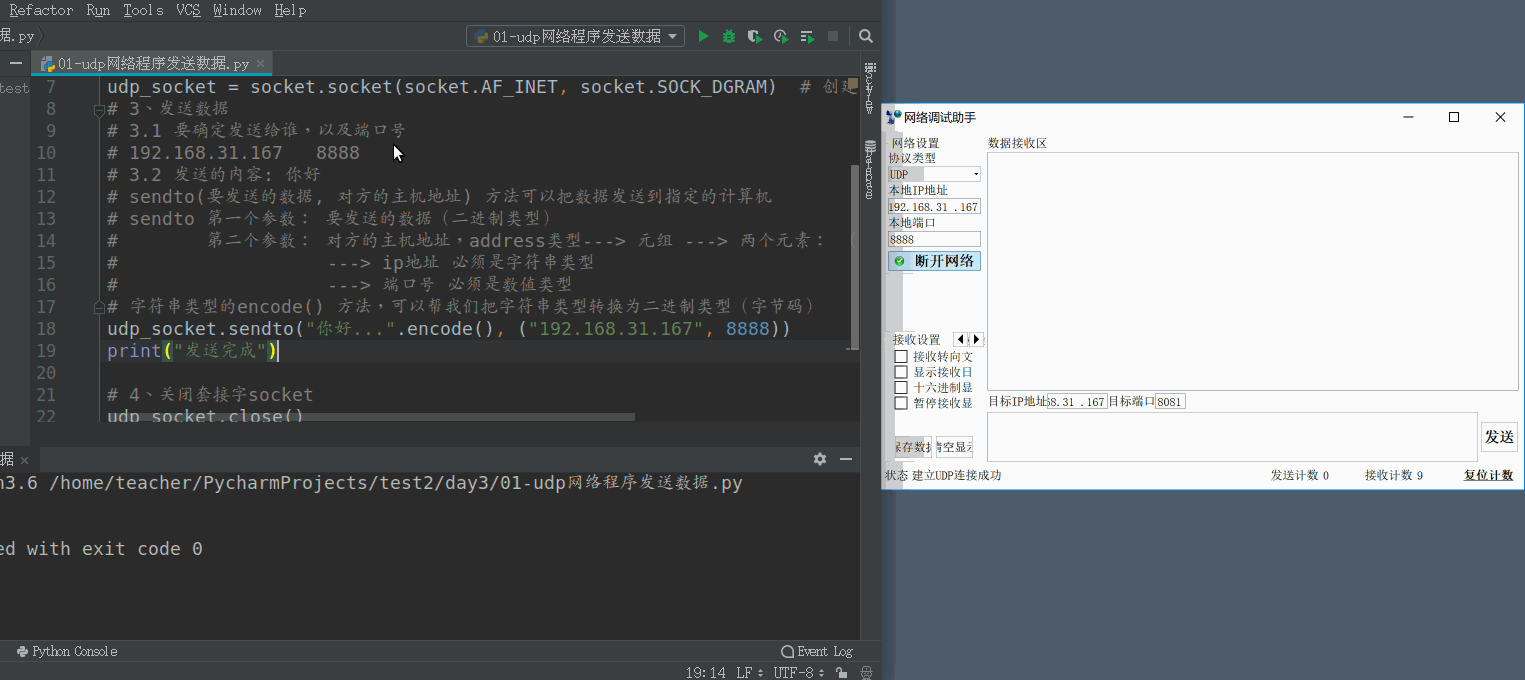 Refactor Run Tools VCS Window Help
据.py
01-udp网络程序发送数据
01-udp网络程序发送数据.py
test
7 udp_socket = socket.socket(socket.AF_INET, socket.SOCK_DGRAM) # 创建
8 # 3、发送数据
9 # 3.1 要确定发送给谁，以及端口号
10 # 192.168.31.167 8888
11 # 3.2 发送的内容: 你好
12 # sendto(要发送的数据, 对方的主机地址) 方法可以把数据发送到指定的计算机
13 # sendto 第一个参数： 要发送的数据（二进制类型）
14 # 第二个参数： 对方的主机地址，address类型---> 元组 ---> 两个元素： （
15 # ---> ip地址 必须是字符串类型
16 # ---> 端口号 必须是数值类型
17 # 字符串类型的encode() 方法，可以帮我们把字符串类型转换为二进制类型（字节码）
18 udp_socket.sendto("你好...".encode(), ("192.168.31.167", 8888))
19 print("发送完成")
20
21 # 4、关闭套接字socket
22 udp_socket.close()
据
n3.6 /home/teacher/PycharmProjects/test2/day3/01-udp网络程序发送数据.py
ed with exit code 0
Python Console
Event Log
19:14 LF UTF-8
网络调试助手
网络设置
协议类型
UDP
本地IP地址
192.168.31 .167
本地端口
8888
断开网络
接收设置
接收转向文
显示接收日
十六进制显
暂停接收显
保存数据
清空显示
数据接收区
目标IP地址 8.31 .167 目标端口 8081
发送
状态 建立UDP连接成功
发送计数 0
接收计数 9
复位计数